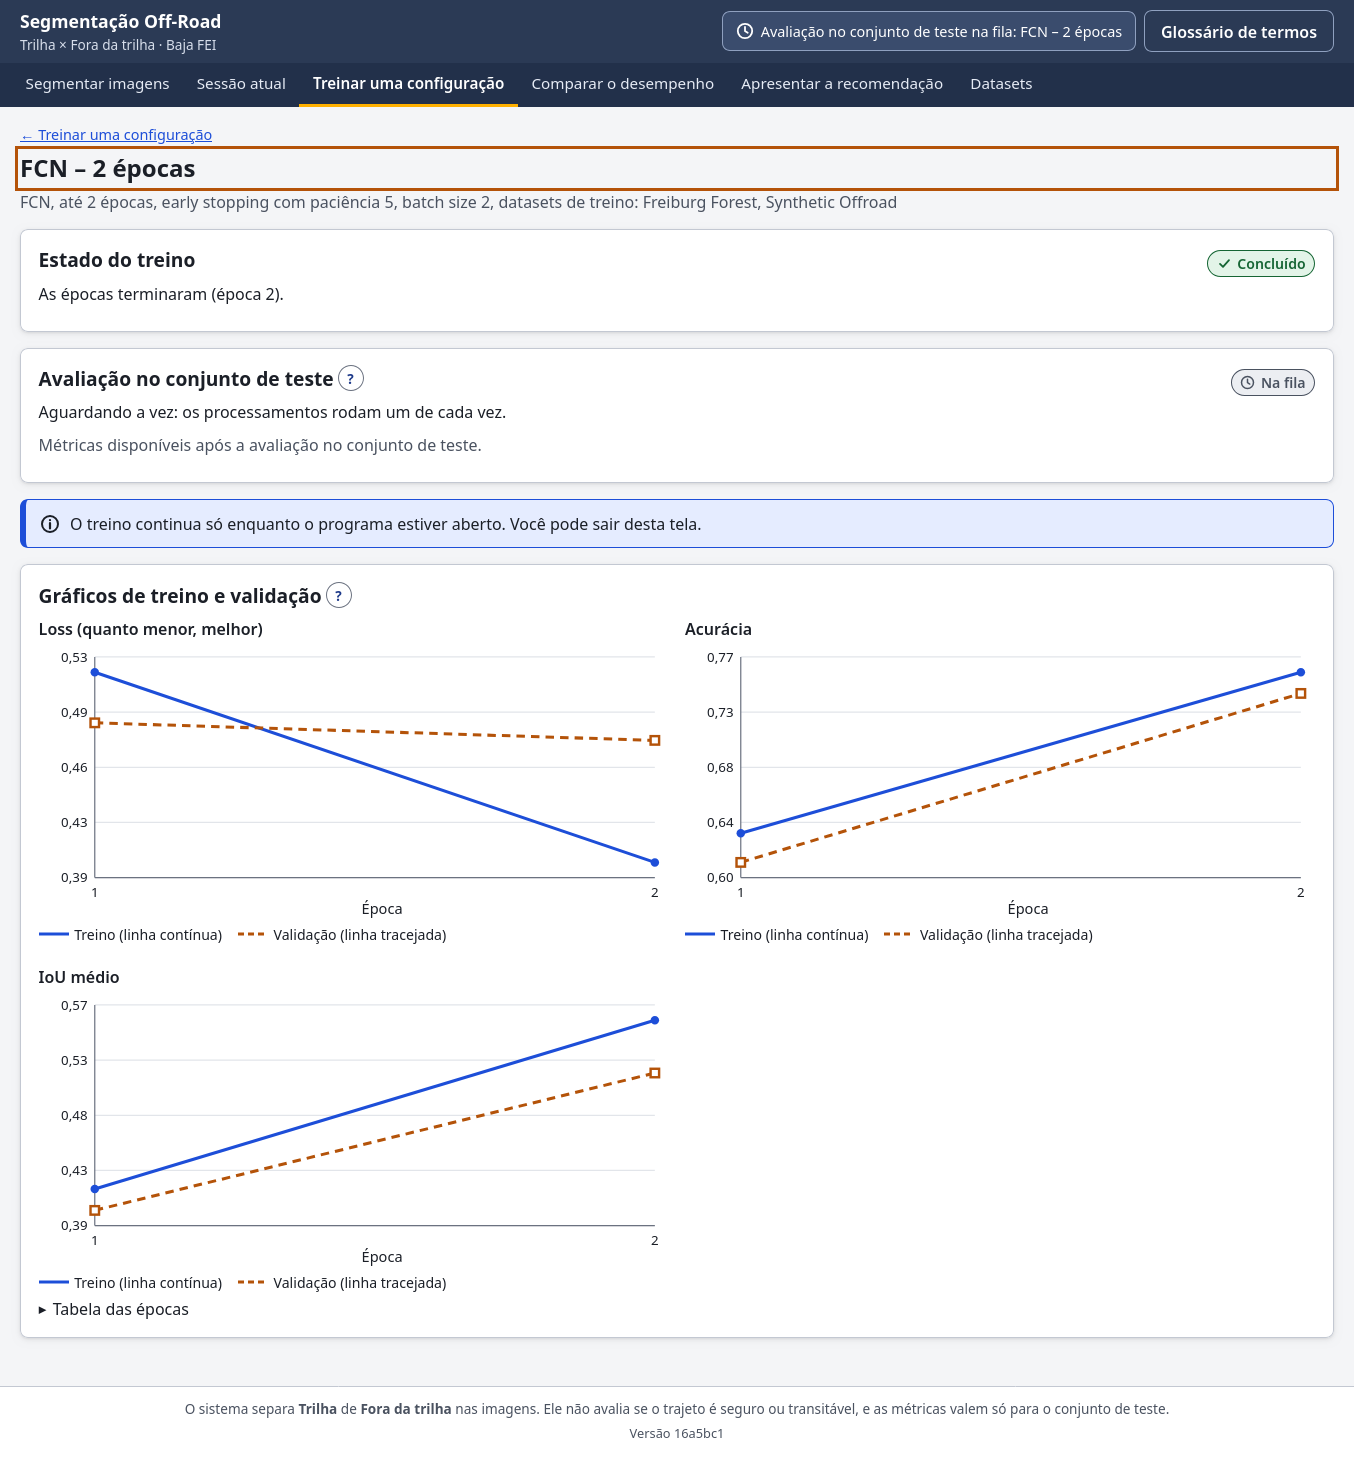 Segmentação Off-Road
Trilha × Fora da trilha · Baja FEI
Avaliação no conjunto de teste na fila: FCN – 2 épocas
Glossário de termos
Segmentar imagens
Sessão atual
Treinar uma configuração
Comparar o desempenho
Apresentar a recomendação
Datasets
← Treinar uma configuração
FCN – 2 épocas
FCN, até 2 épocas, early stopping com paciência 5, batch size 2, datasets de treino: Freiburg Forest, Synthetic Offroad
Estado do treino
Concluído
As épocas terminaram (época 2).
Avaliação no conjunto de teste ?
Na fila
Aguardando a vez: os processamentos rodam um de cada vez.
Métricas disponíveis após a avaliação no conjunto de teste.
O treino continua só enquanto o programa estiver aberto. Você pode sair desta tela.
Gráficos de treino e validação ?
Loss (quanto menor, melhor)
0,53
0,49
0,46
0,43
0,39
1
2
Época
Treino (linha contínua)
Validação (linha tracejada)
Acurácia
0,77
0,73
0,68
0,64
0,60
1
2
Época
Treino (linha contínua)
Validação (linha tracejada)
IoU médio
0,57
0,53
0,48
0,43
0,39
1
2
Época
Treino (linha contínua)
Validação (linha tracejada)
▸ Tabela das épocas
O sistema separa Trilha de Fora da trilha nas imagens. Ele não avalia se o trajeto é seguro ou transitável, e as métricas valem só para o conjunto de teste.
Versão 16a5bc1